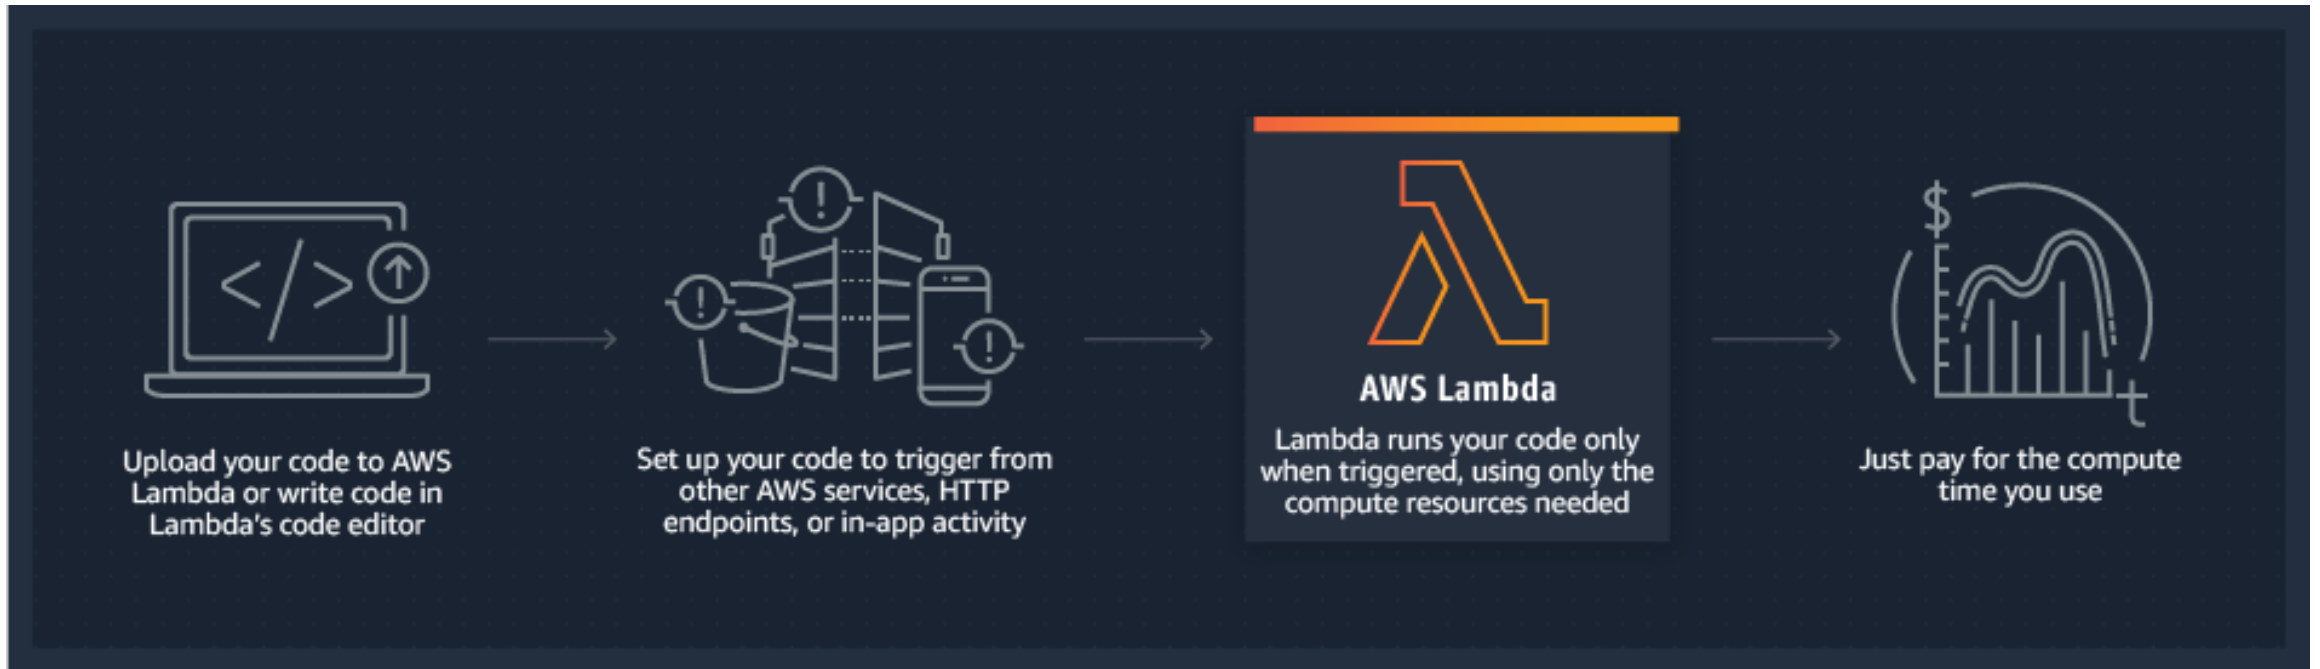 Upload your code to AWS
Lambda or write code in
Lambda's code editor
Set up your code to trigger from
other AWS services, HTTP
endpoints, or in-app activity
AWS Lambda
Lambda runs your code only
when triggered, using only the
compute resources needed
$
t
Just pay for the compute
time you use